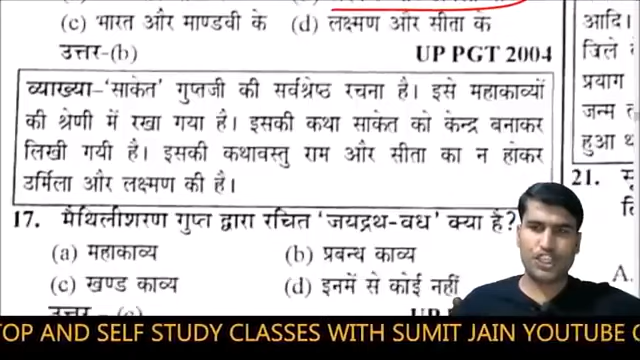 (c) भारत और माण्डवी के (d) लक्ष्मण और सीता के
उत्तर-(b) UP PGT 2004
व्याख्या–'साकेत' गुप्तजी की सर्वश्रेष्ठ रचना है। इसे महाकाव्यों
की श्रेणी में रखा गया है। इसकी कथा साकेत को केन्द्र बनाकर
लिखी गयी है। इसकी कथावस्तु राम और सीता का न होकर
उर्मिला और लक्ष्मण की है।
17. मैथिलीशरण गुप्त द्वारा रचित 'जयद्रथ-वध' क्या है?
(a) महाकाव्य (b) प्रबन्ध काव्य
(c) खण्ड काव्य (d) इनमें से कोई नहीं
आदि।
जिले
प्रयाग
जन्म
हुआ
21.
A.
TOP AND SELF STUDY CLASSES WITH SUMIT JAIN YOUTUBE